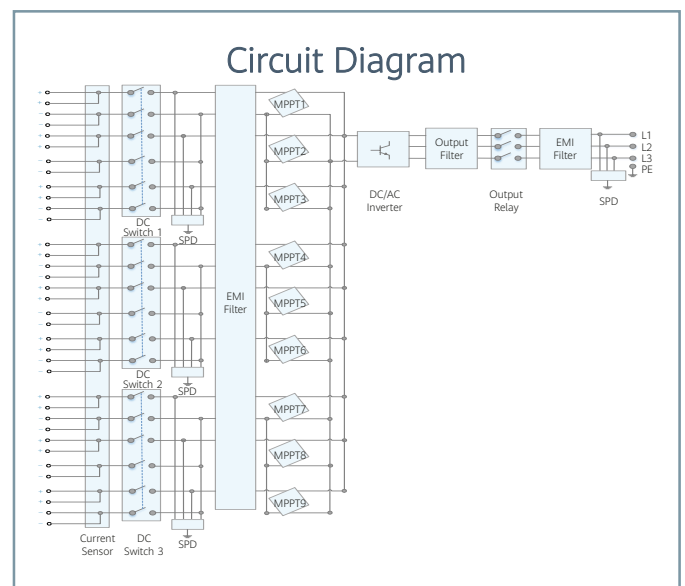 Circuit Diagram
MPPT1
MPPT2
MPPT3
DC
Switch 1
SPD
MPPT4
MPPT5
MPPT6
DC
Switch 2
SPD
MPPT7
MPPT8
MPPT9
Current
Sensor
DC
Switch 3
SPD
EMI
Filter
DC/AC
Inverter
Output
Filter
Output
Relay
EMI
Filter
L1
L2
L3
PE
SPD